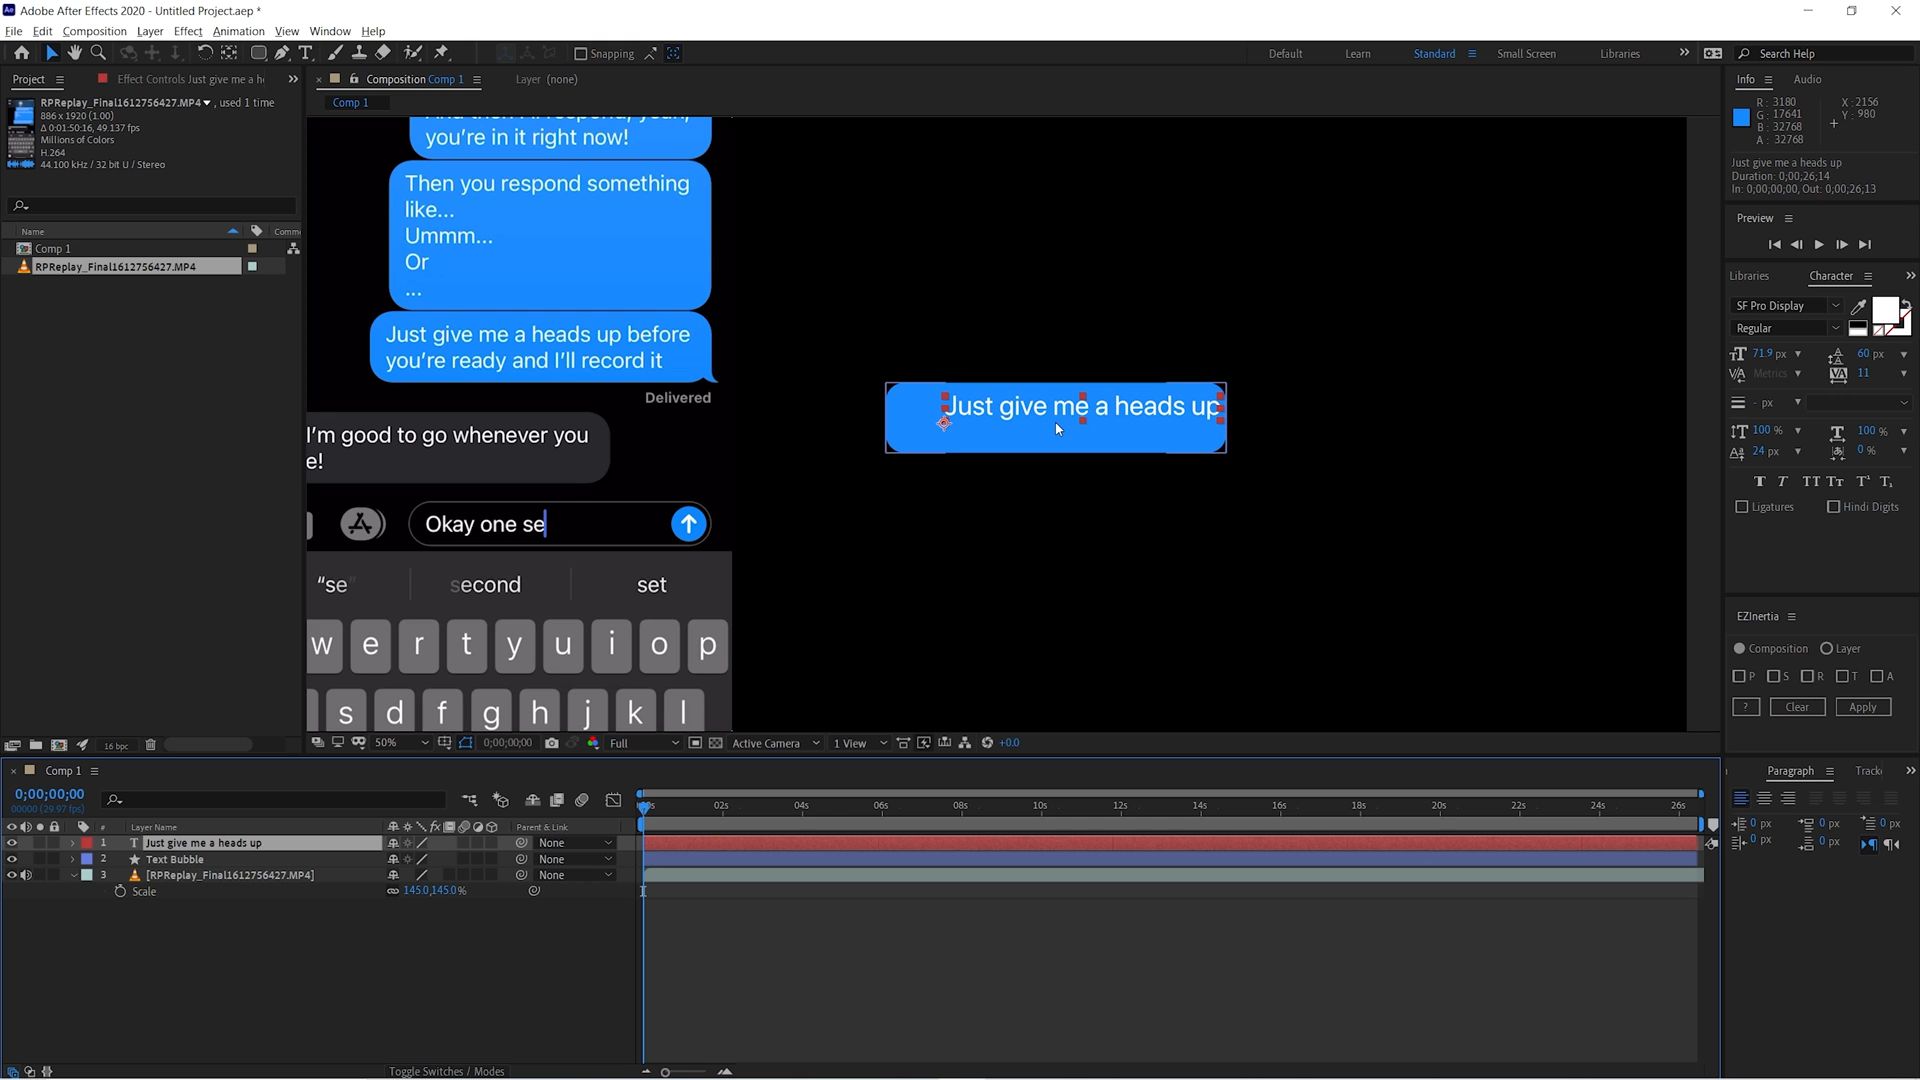 Adobe After Effects 2020 - Untitled Project.aep *
File Edit Composition Layer Effect Animation View Window Help
Snapping
Default Learn Standard Small Screen Libraries
Search Help
Project
Effect Controls Just give me a he
RPReplay_Final1612756427.MP4 , used 1 time
886 x 1920 (1.00)
Δ 0:01:50:16, 49.137 fps
Millions of Colors
H.264
44.100 kHz / 32 bit U / Stereo
Name
Comme
Comp 1
RPReplay_Final1612756427.MP4
16 bpc
Composition Comp 1
Layer (none)
Comp 1
you're in it right now!
Then you respond something
like...
Ummm...
Or
...
Just give me a heads up before
you're ready and I'll record it
Delivered
I'm good to go whenever you
e!
Okay one se
"se" second set
w e r t y u i o p
s d f g h j k l
Just give me a heads up
50% 0;00;00;00 Full Active Camera 1 View +0.0
Info Audio
R: 3180
G: 17641
B: 32768
A: 32768
X: 2156
Y: 980
Just give me a heads up
Duration: 0;00;26;14
In: 0;00;00;00, Out: 0;00;26;13
Preview
Libraries Character
SF Pro Display
Regular
71.9 px 60 px
Metrics 11
- px
100 % 100 %
24 px 0 %
T T TT Tr T¹ T₁
Ligatures Hindi Digits
EZInertia
Composition Layer
P S R T A
? Clear Apply
Paragraph Tracke
0 px 0 px 0 px
0 px 0 px
Comp 1
0;00;00;00
00000 (29.97 fps)
# Layer Name Parent & Link
1 T Just give me a heads up None
2 Text Bubble None
3 [RPReplay_Final1612756427.MP4] None
Scale 145.0,145.0%
02s 04s 06s 08s 10s 12s 14s 16s 18s 20s 22s 24s 26s
Toggle Switches / Modes